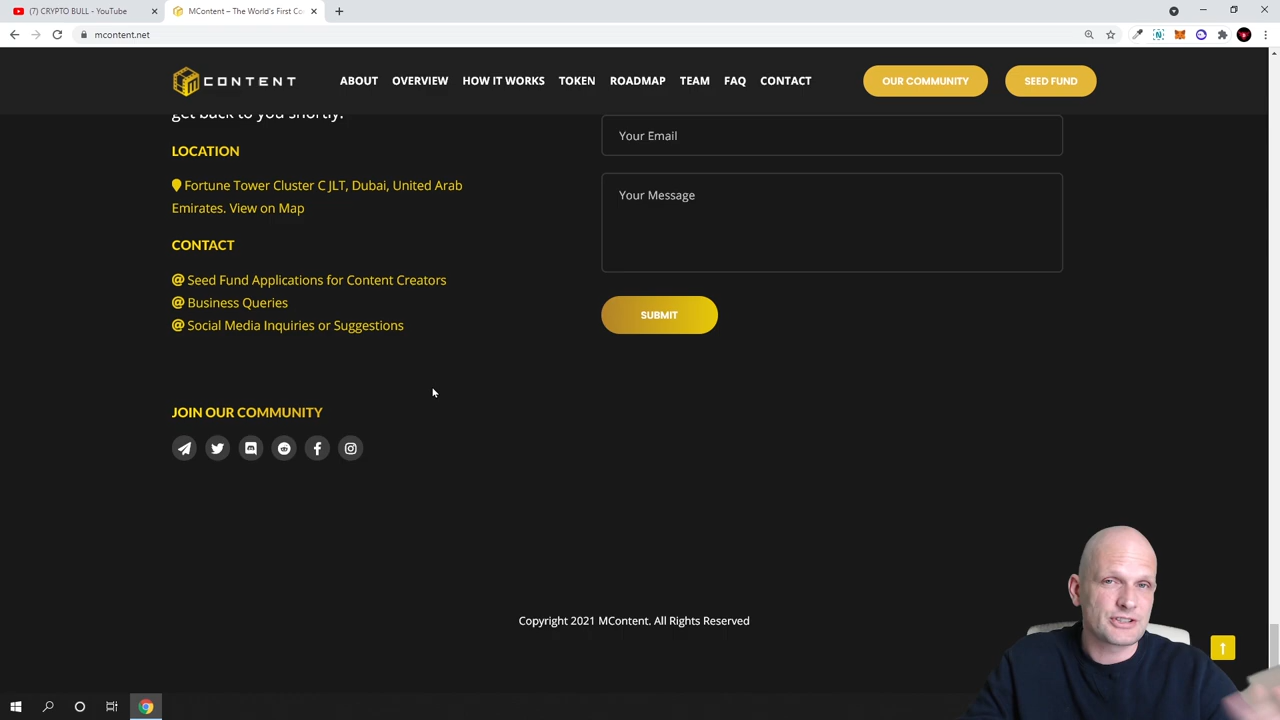 (7) CRYPTO BULL - YouTube
MContent – The World's First Co
mcontent.net
CONTENT
ABOUT
OVERVIEW
HOW IT WORKS
TOKEN
ROADMAP
TEAM
FAQ
CONTACT
OUR COMMUNITY
SEED FUND
get back to you shortly.
LOCATION
Fortune Tower Cluster C JLT, Dubai, United Arab
Emirates. View on Map
CONTACT
Seed Fund Applications for Content Creators
Business Queries
Social Media Inquiries or Suggestions
Your Email
Your Message
SUBMIT
JOIN OUR COMMUNITY
Copyright 2021 MContent. All Rights Reserved